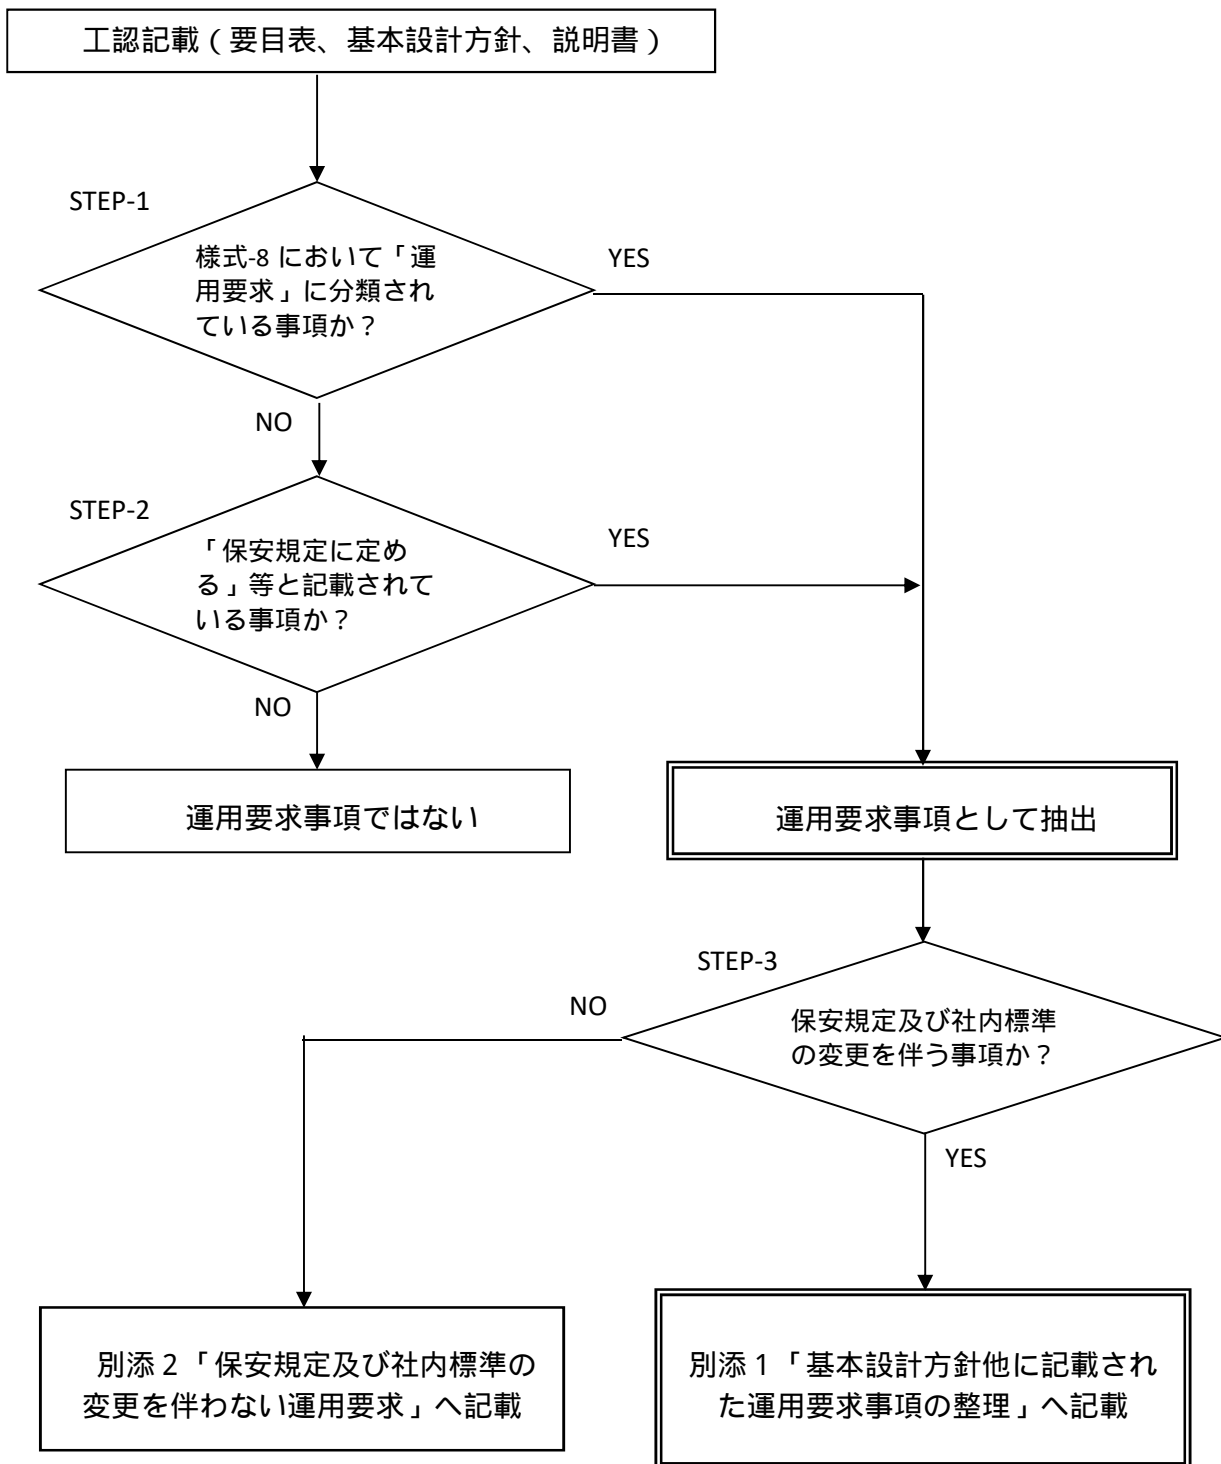 工認記載（要目表、基本設計方針、説明書）
STEP-1
様式-8 において「運
用要求」に分類され
ている事項か？
YES
NO
STEP-2
「保安規定に定め
る」等と記載されて
いる事項か？
YES
NO
運用要求事項ではない
運用要求事項として抽出
STEP-3
保安規定及び社内標準
の変更を伴う事項か？
NO
YES
別添 2 「保安規定及び社内標準の
変更を伴わない運用要求」へ記載
別添 1 「基本設計方針他に記載され
た運用要求事項の整理」へ記載